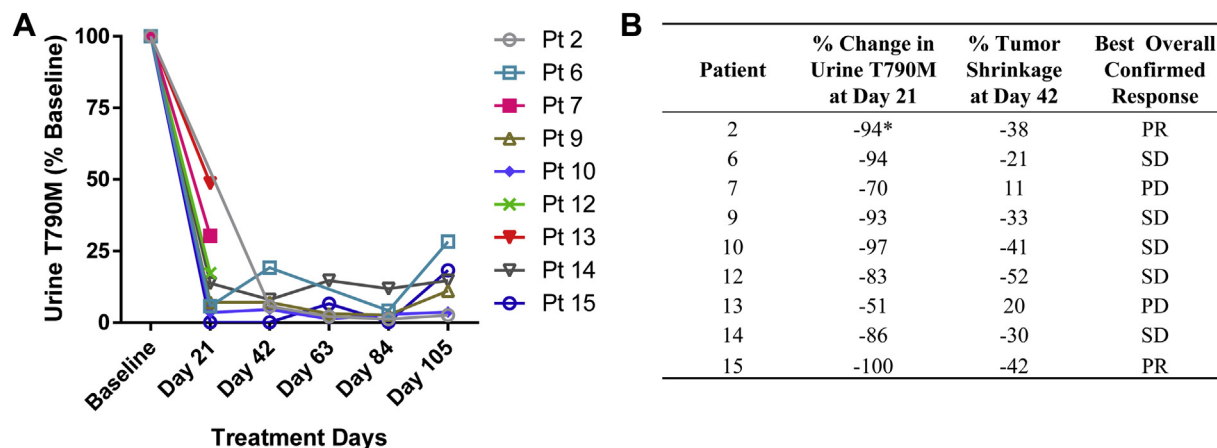 A
Urine T790M (% Baseline)
100
75
50
25
0
Baseline
Day 21
Day 42
Day 63
Day 84
Day 105
Treatment Days
Pt 2
Pt 6
Pt 7
Pt 9
Pt 10
Pt 12
Pt 13
Pt 14
Pt 15
B
Patient
% Change in
Urine T790M
at Day 21
% Tumor
Shrinkage
at Day 42
Best Overall
Confirmed
Response
2 -94* -38 PR
6 -94 -21 SD
7 -70 11 PD
9 -93 -33 SD
10 -97 -41 SD
12 -83 -52 SD
13 -51 20 PD
14 -86 -30 SD
15 -100 -42 PR